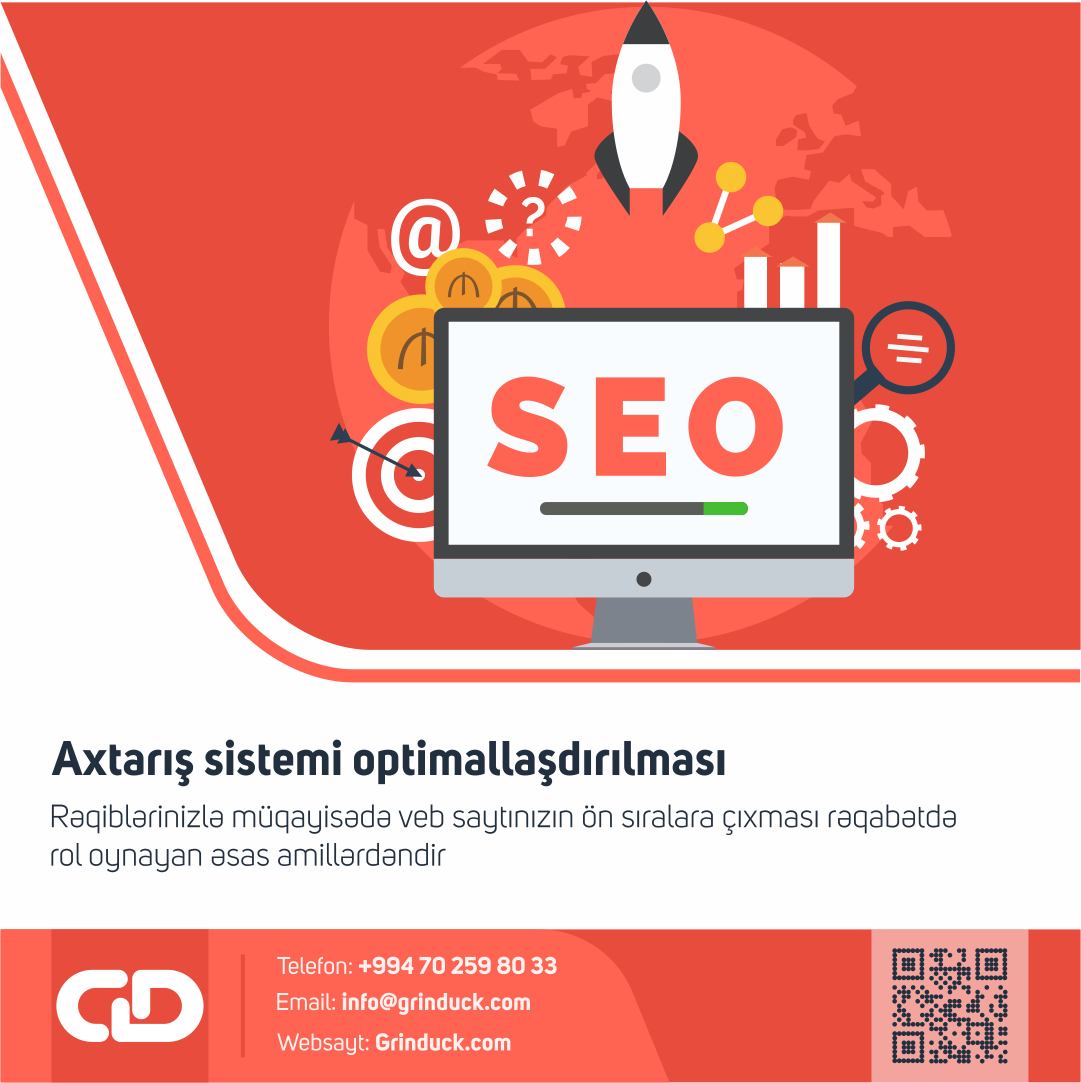 @
?
SEO
Axtarış sistemi optimallaşdırılması
Rəqiblərinizlə müqayisədə veb saytınızın ön sıralara çıxması rəqabətdə
rol oynayan əsas amillərdəndir
Telefon: +994 70 259 80 33
Email: info@grinduck.com
Websayt: Grinduck.com